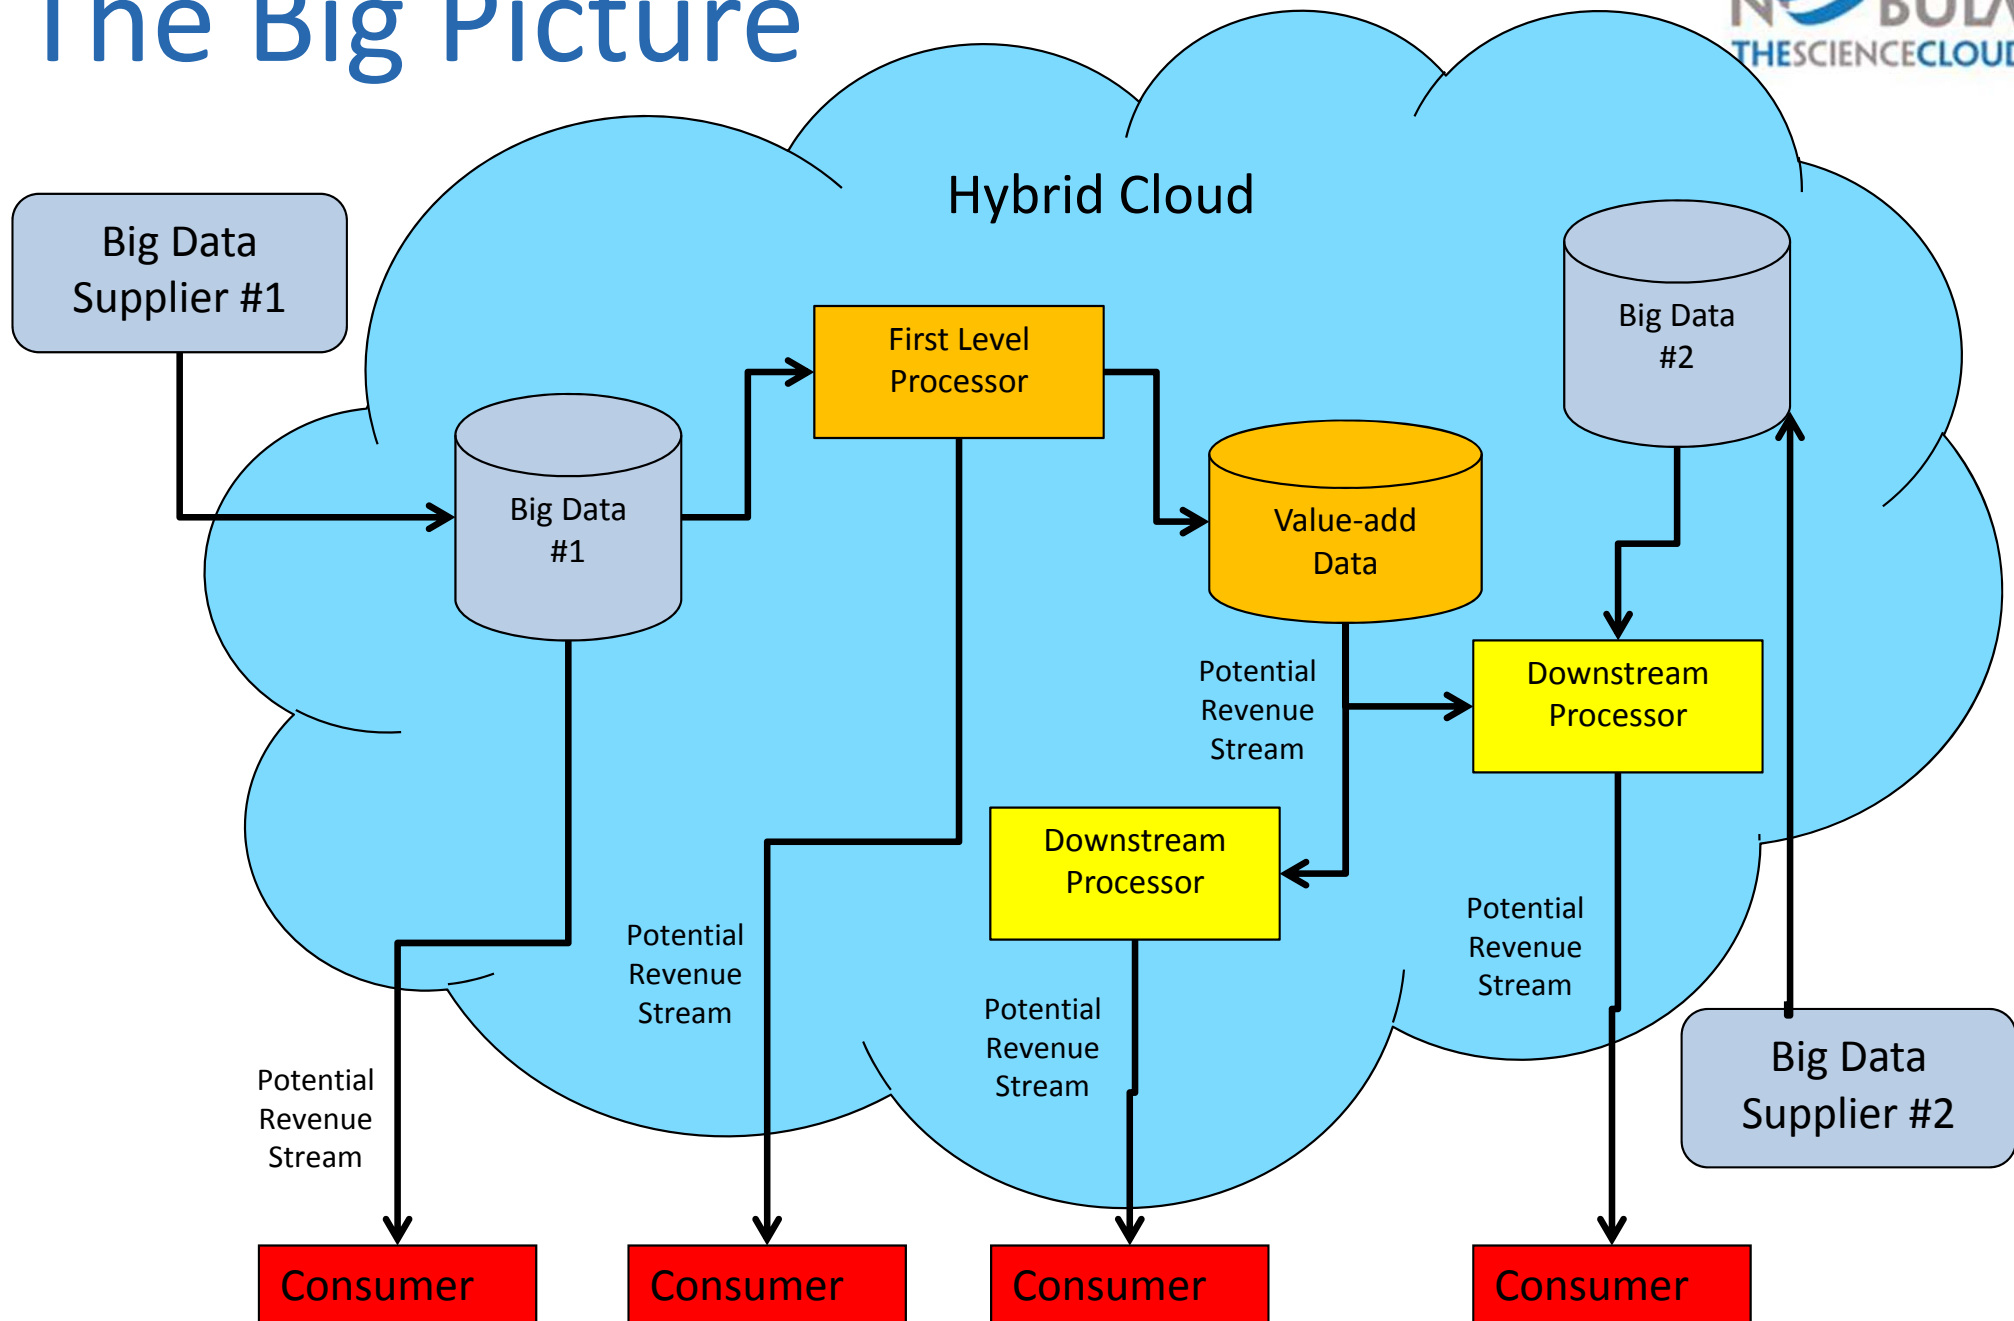 The Big Picture
THESCIENCECLOUD
Hybrid Cloud
Big Data
Supplier #1
First Level
Processor
Big Data
#2
Big Data
#1
Value-add
Data
Potential
Revenue
Stream
Downstream
Processor
Downstream
Processor
Potential
Revenue
Stream
Potential
Revenue
Stream
Potential
Revenue
Stream
Potential
Revenue
Stream
Big Data
Supplier #2
Consumer
Consumer
Consumer
Consumer